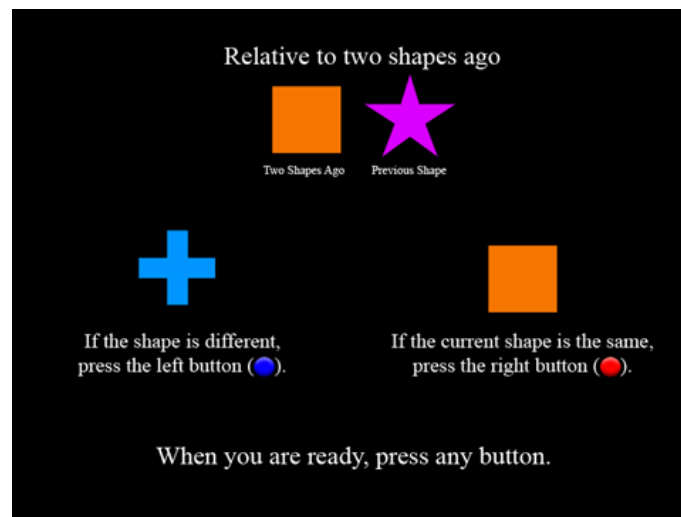 Relative to two shapes ago
Two Shapes Ago Previous Shape
If the shape is different,
press the left button (🔵).
If the current shape is the same,
press the right button (🔴).
When you are ready, press any button.